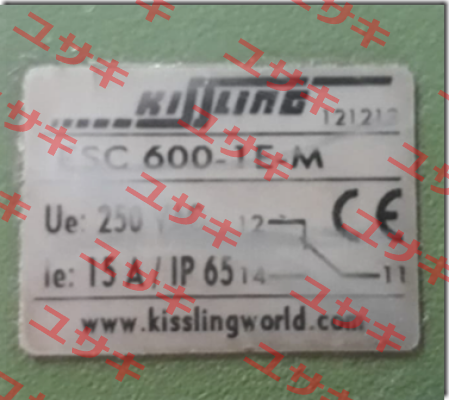 KISSLING
121212
SC 600-1E-M
Ue: 250 12
Ie: 15 A / IP 65 14 11
CE
www.kisslingworld.com
ユサキ